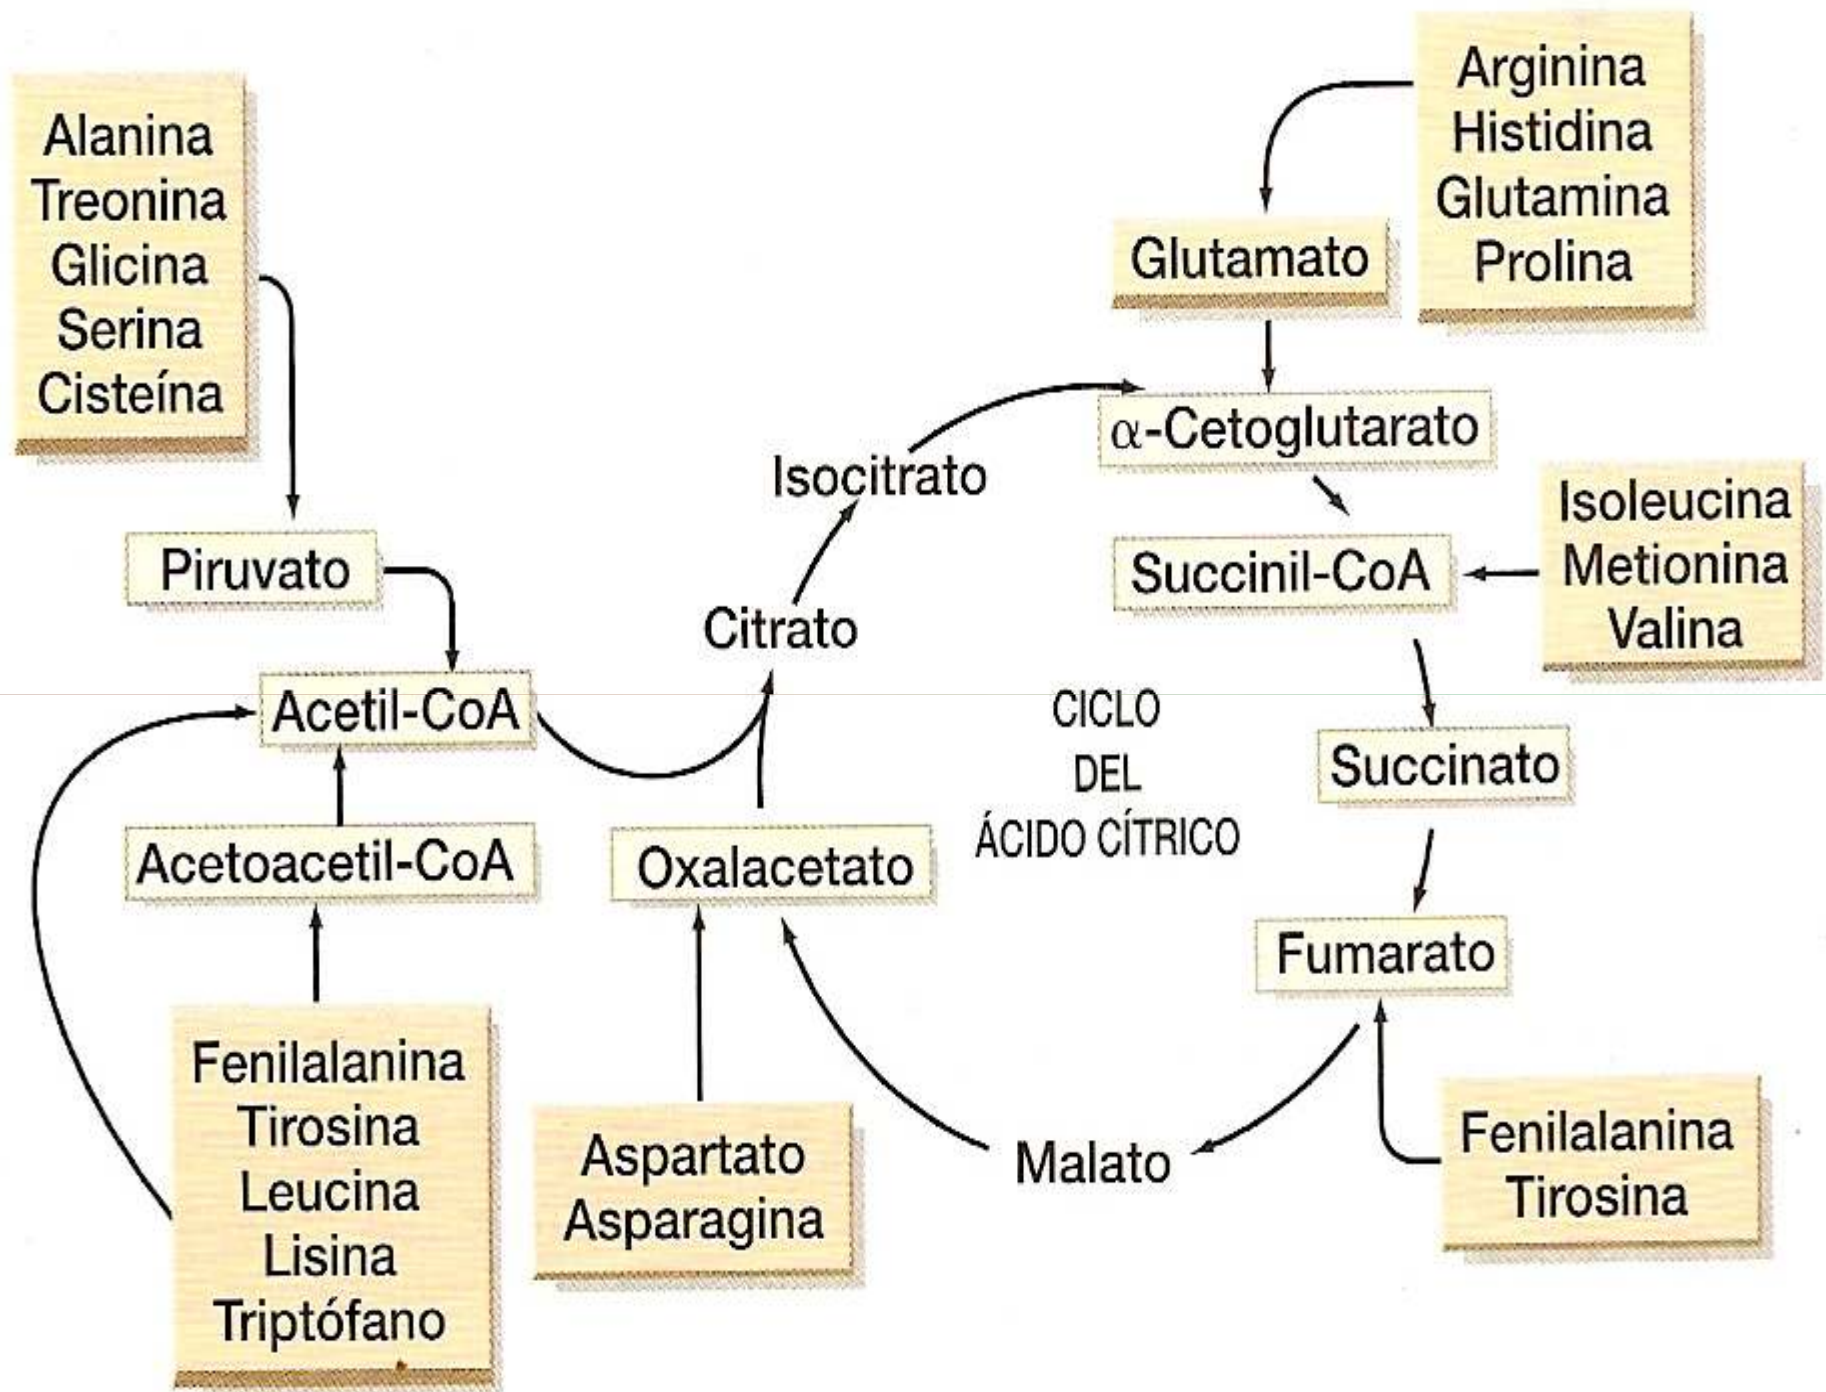 Alanina
Treonina
Glicina
Serina
Cisteína
Piruvato
Acetil-CoA
Acetoacetil-CoA
Fenilalanina
Tirosina
Leucina
Lisina
Triptófano
Arginina
Histidina
Glutamina
Prolina
Glutamato
α-Cetoglutarato
Isocitrato
Citrato
Succinil-CoA
Isoleucina
Metionina
Valina
CICLO
DEL
ÁCIDO CÍTRICO
Succinato
Oxalacetato
Fumarato
Aspartato
Asparagina
Malato
Fenilalanina
Tirosina